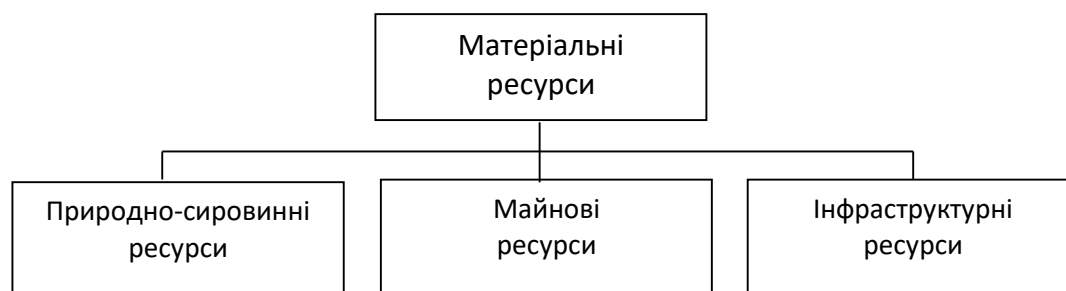 Матеріальні
ресурси
Природно-сировинні
ресурси
Майнові
ресурси
Інфраструктурні
ресурси